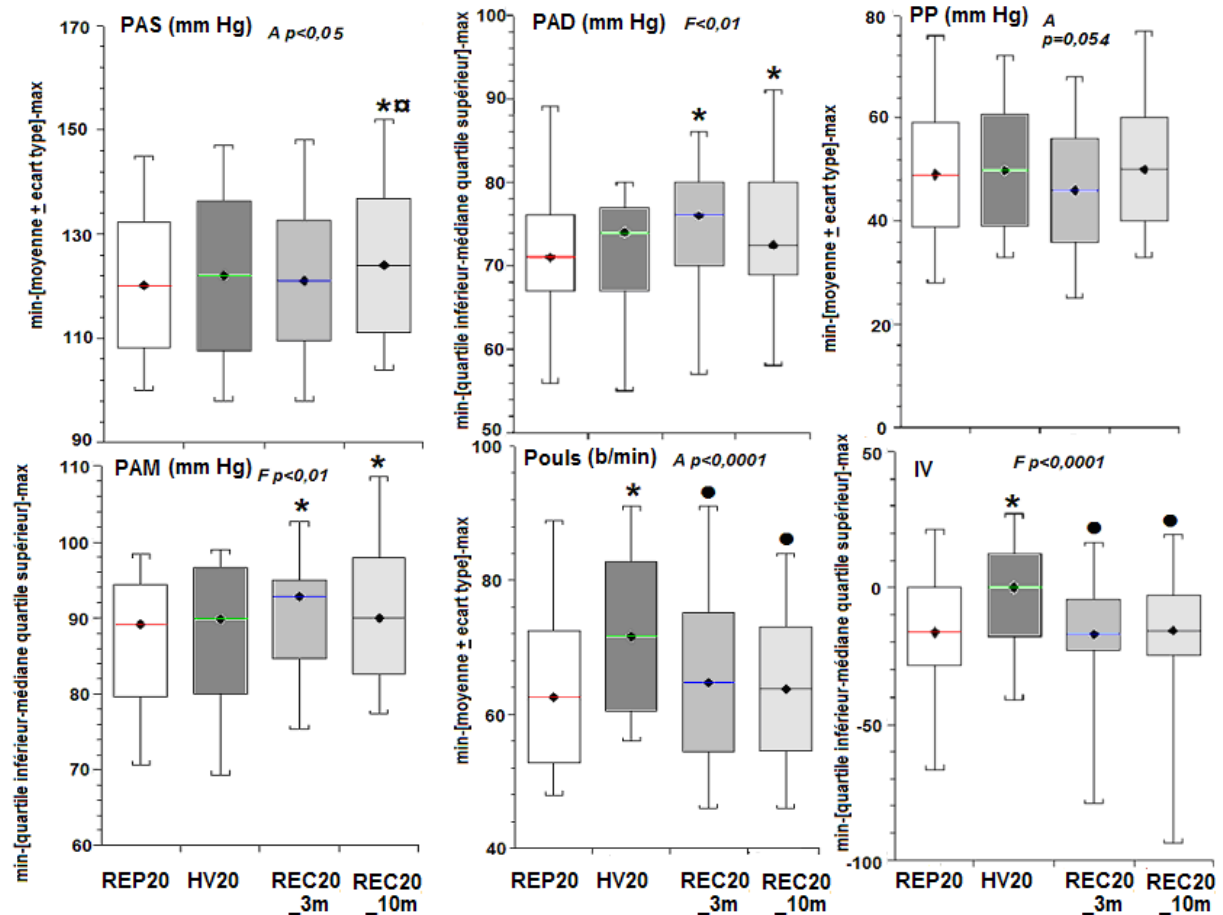 PAS (mm Hg)
A p<0,05
170
150
130
110
90
min-[moyenne ± ecart type]-max
*¤
PAD (mm Hg)
F<0,01
100
90
80
70
60
50
min-[quartile inférieur-médiane quartile supérieur]-max
*
*
PP (mm Hg)
A
p=0,054
80
60
40
20
0
min-[moyenne ± ecart type]-max
PAM (mm Hg)
F p<0,01
110
100
90
80
70
60
min-[quartile inférieur-médiane quartile supérieur]-max
*
*
REP20
HV20
REC20
_3m
REC20
_10m
Pouls (b/min)
A p<0,0001
100
80
60
40
min-[moyenne ± ecart type]-max
*
●
●
REP20
HV20
REC20
_3m
REC20
_10m
IV
F p<0,0001
50
0
-50
-100
min-[quartile inférieur-médiane quartile supérieur]-max
*
●
●
REP20
HV20
REC20
_3m
REC20
_10m